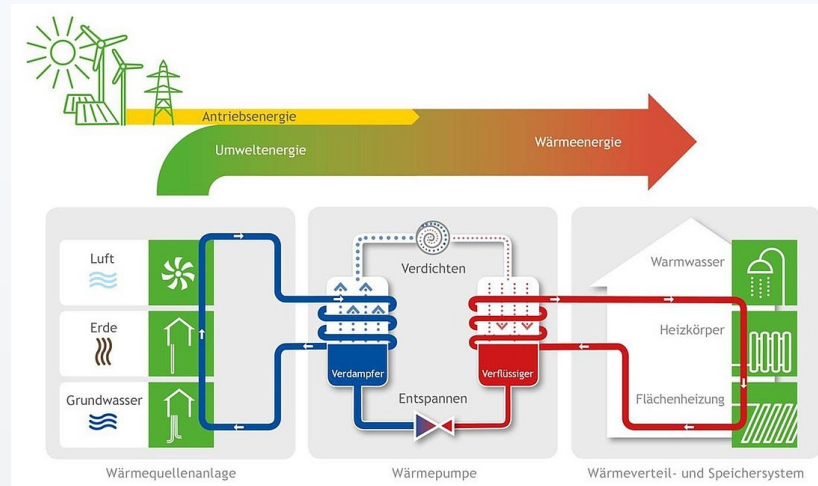 Antriebsenergie
Umweltenergie
Wärmeenergie
Luft
Erde
Grundwasser
Verdichten
Verdampfer
Verflüssiger
Entspannen
Warmwasser
Heizkörper
Flächenheizung
Wärmequellenanlage
Wärmepumpe
Wärmeverteil- und Speichersystem